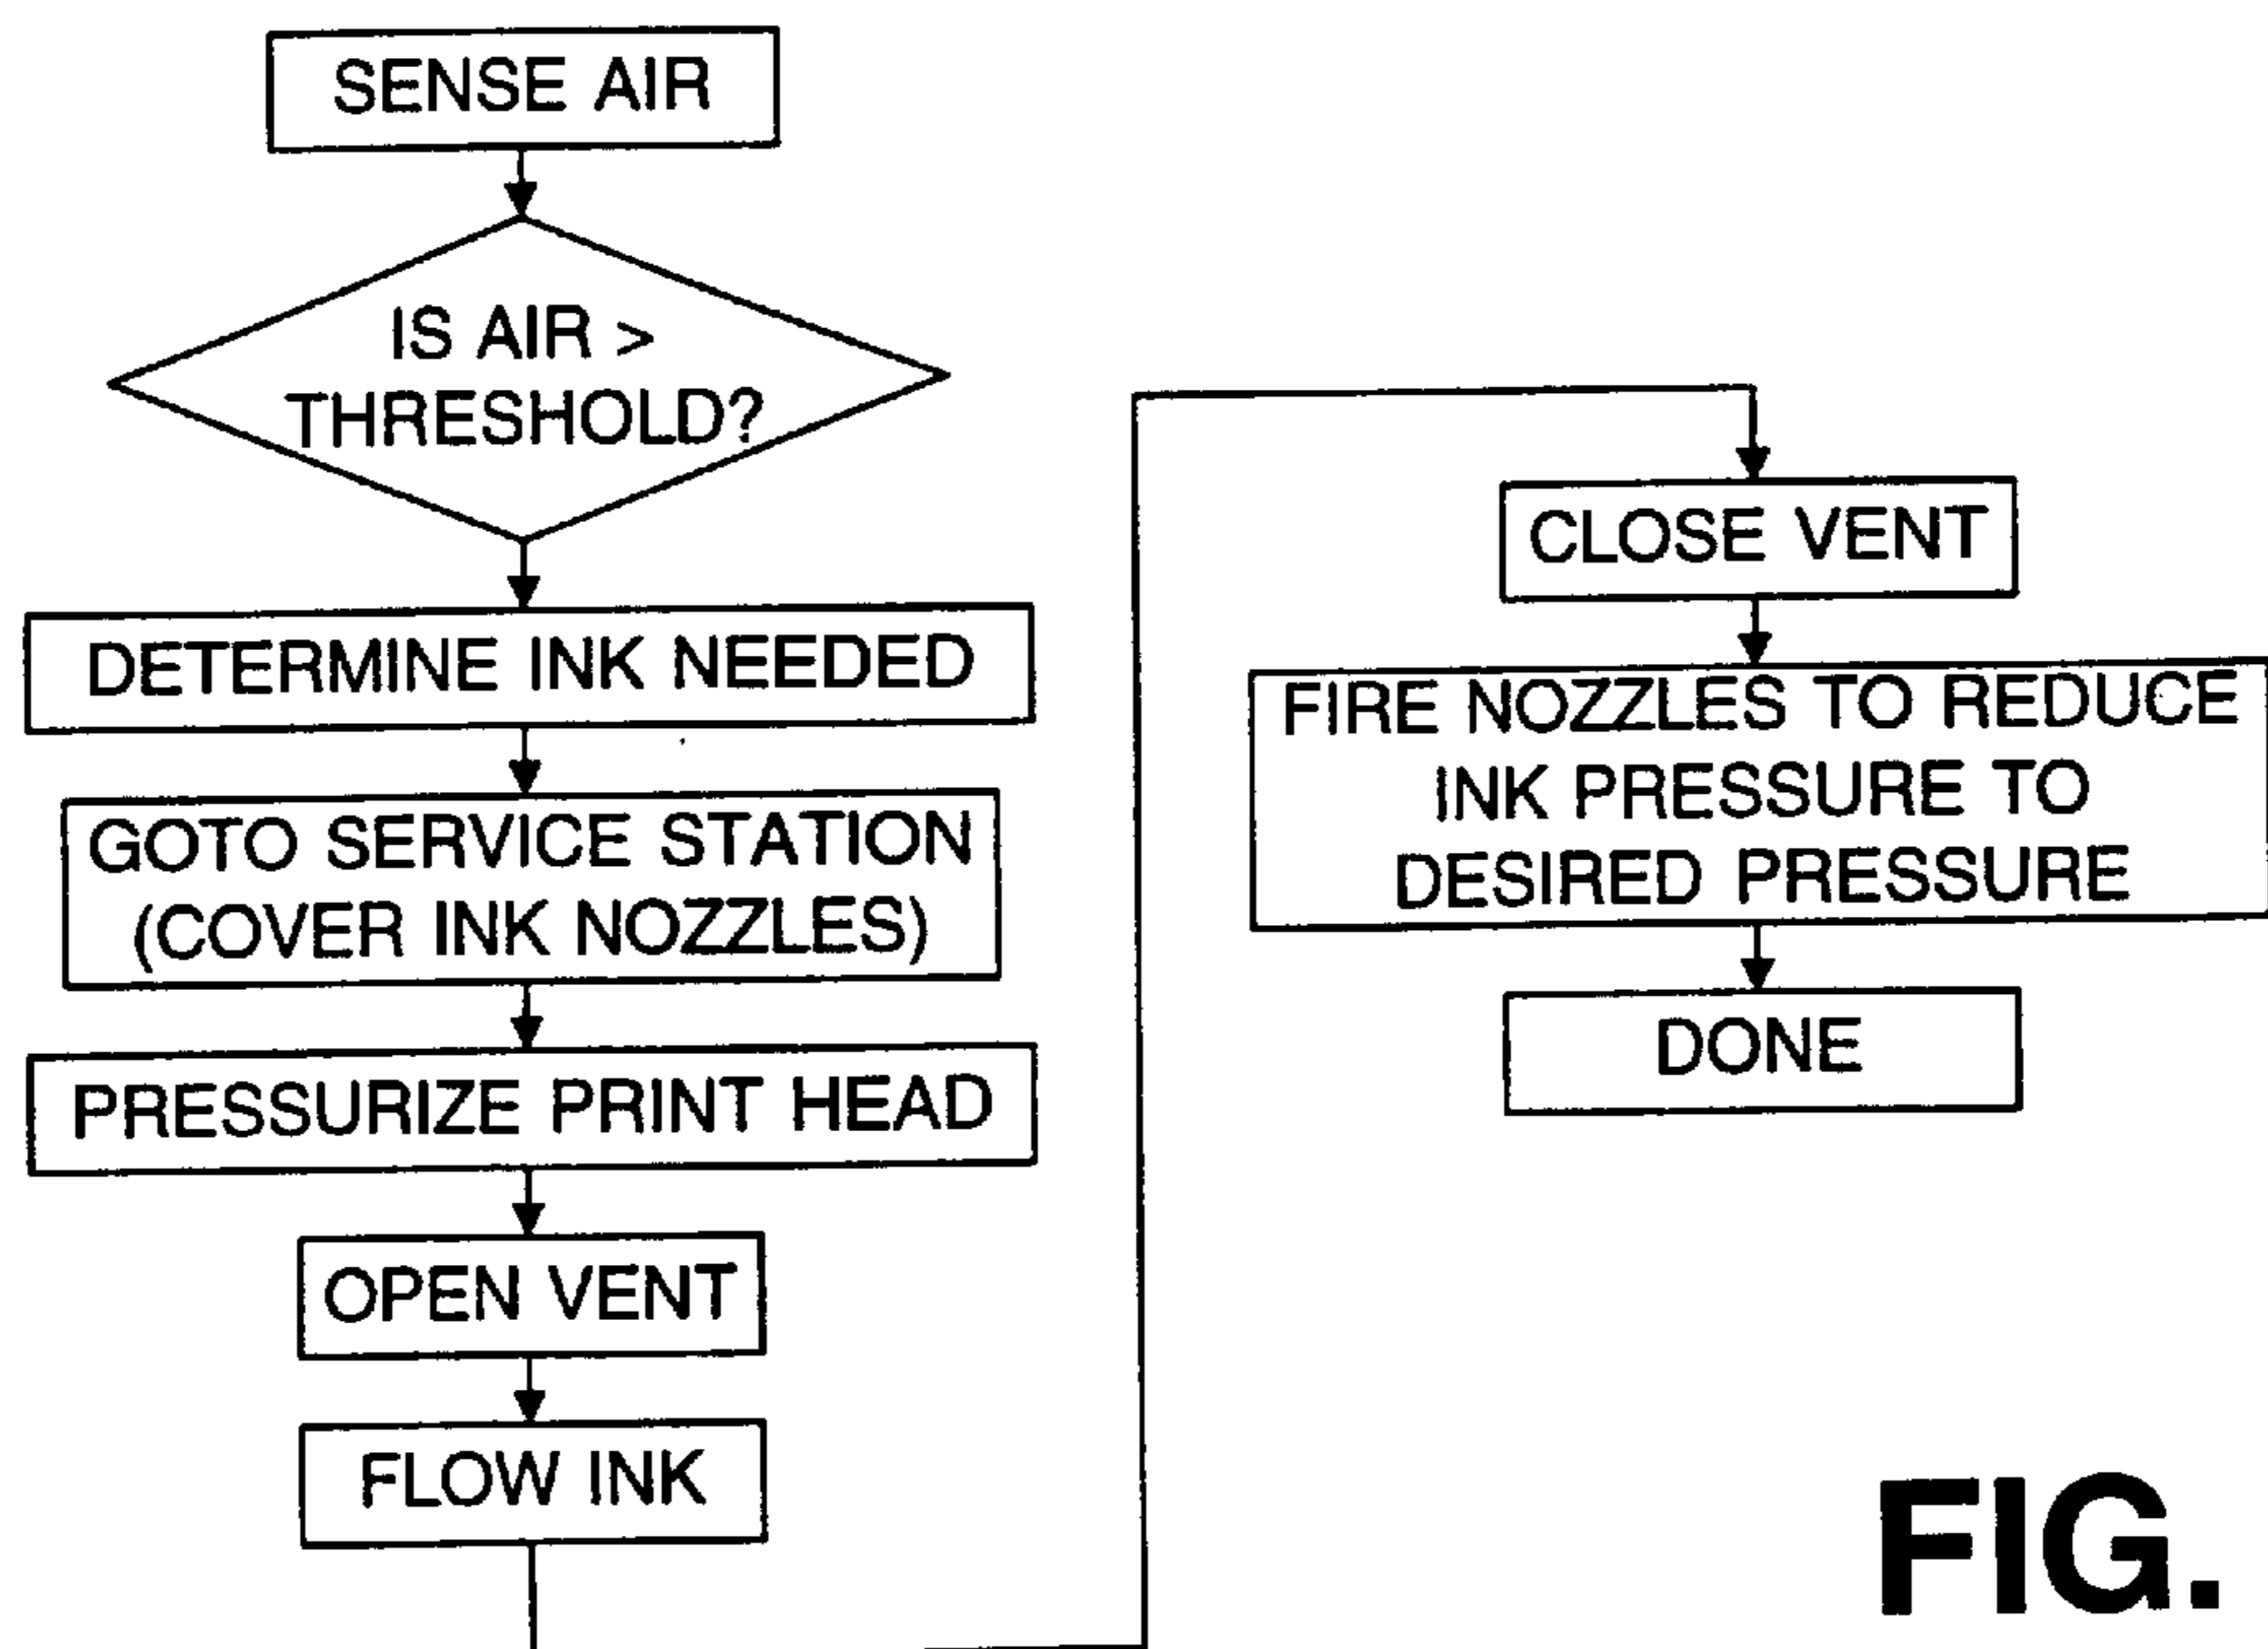 SENSE AIR
IS AIR >
THRESHOLD?
DETERMINE INK NEEDED
GOTO SERVICE STATION
(COVER INK NOZZLES)
PRESSURIZE PRINT HEAD
OPEN VENT
FLOW INK
CLOSE VENT
FIRE NOZZLES TO REDUCE
INK PRESSURE TO
DESIRED PRESSURE
DONE
FIG.